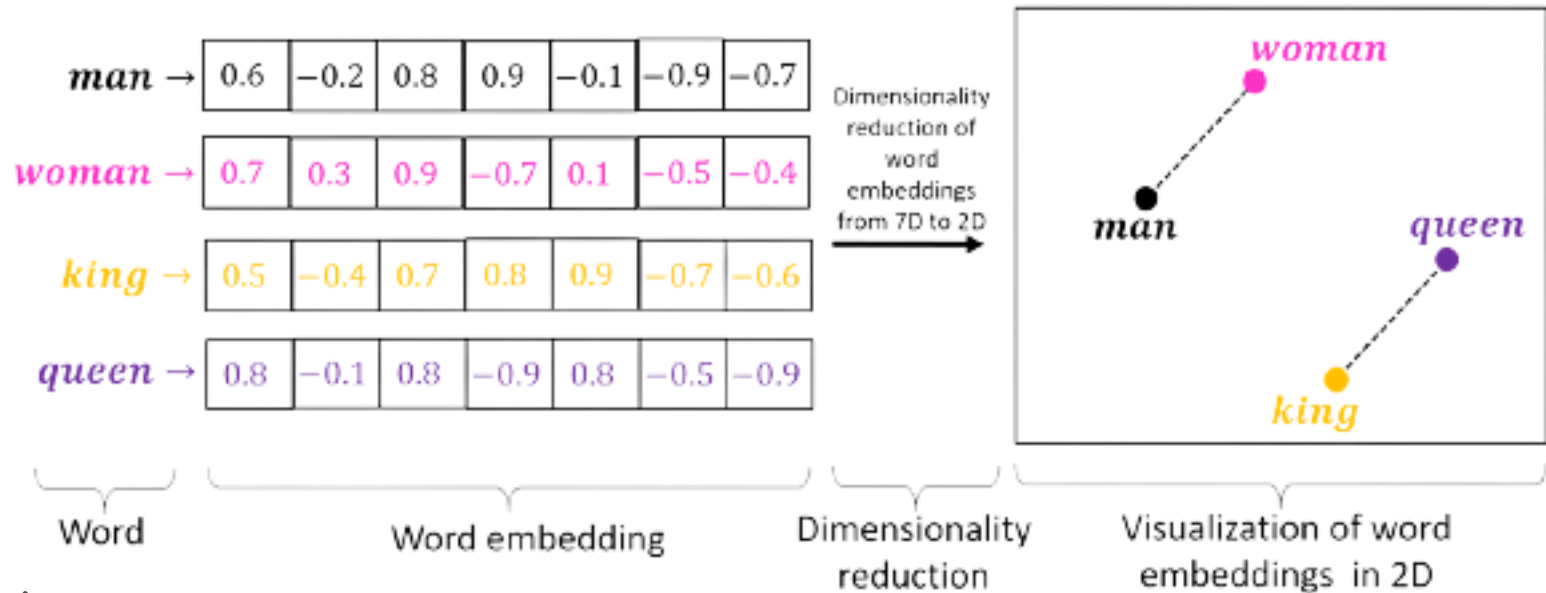 man → 0.6 −0.2 0.8 0.9 −0.1 −0.9 −0.7
woman → 0.7 0.3 0.9 −0.7 0.1 −0.5 −0.4
king → 0.5 −0.4 0.7 0.8 0.9 −0.7 −0.6
queen → 0.8 −0.1 0.8 −0.9 0.8 −0.5 −0.9
Dimensionality
reduction of
word
embeddings
from 7D to 2D
woman
man
queen
king
Word
Word embedding
Dimensionality
reduction
Visualization of word
embeddings in 2D